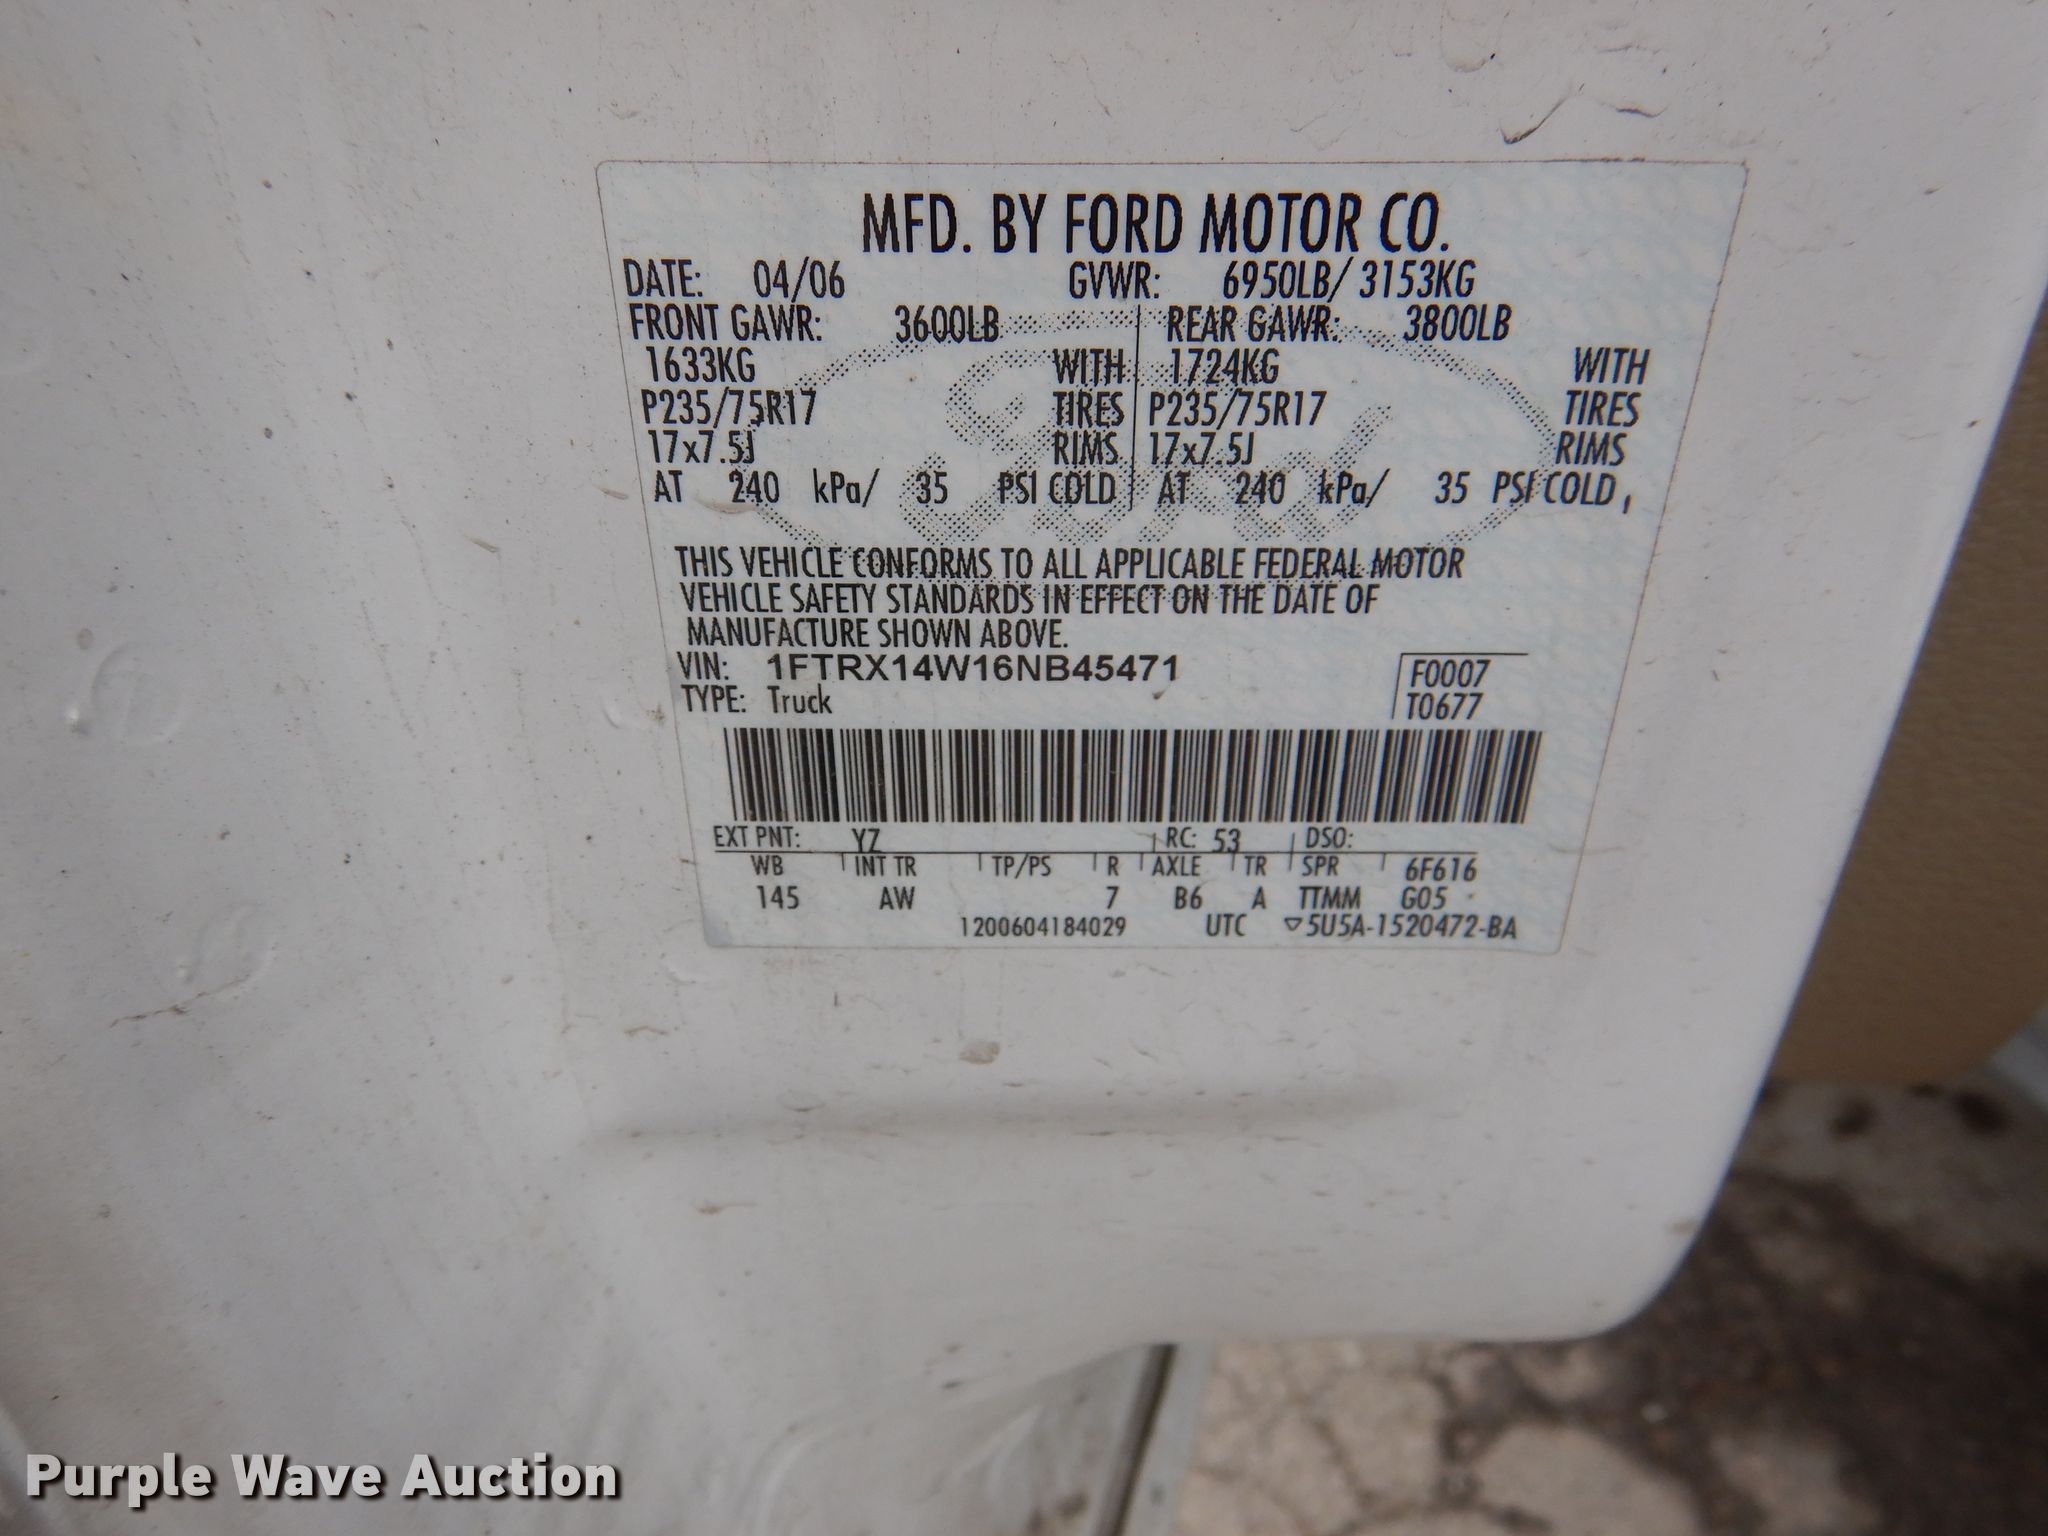 MFD. BY FORD MOTOR CO.
DATE: 04/06 GVWR: 6950LB/ 3153KG
FRONT GAWR: 3600LB REAR GAWR: 3800LB
1633KG WITH 1724KG WITH
P235/75R17 TIRES P235/75R17 TIRES
17x7.5J RIMS 17x7.5J RIMS
AT 240 kPa/ 35 PSI COLD AT 240 kPa/ 35 PSI COLD
THIS VEHICLE CONFORMS TO ALL APPLICABLE FEDERAL MOTOR
VEHICLE SAFETY STANDARDS IN EFFECT ON THE DATE OF
MANUFACTURE SHOWN ABOVE.
VIN: 1FTRX14W16NB45471 F0007
TYPE: Truck T0677
EXT PNT: YZ RC: 53 DSO:
WB INT TR TP/PS R AXLE TR SPR 6F616
145 AW 7 B6 A TTMM G05
1200604184029 UTC ▽5U5A-1520472-BA
Purple Wave Auction